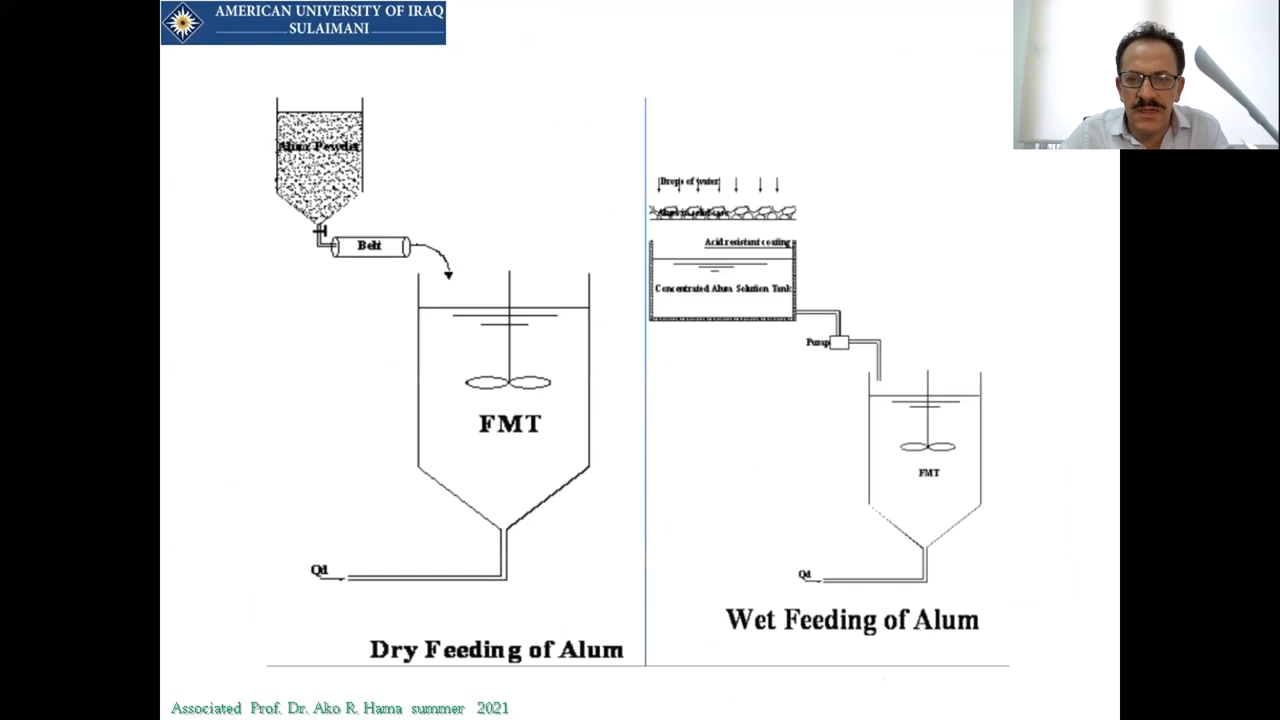 AMERICAN UNIVERSITY OF IRAQ
SULAIMANI
Alum Powder
Belt
FMT
Qd
Dry Feeding of Alum
Drops of water
Acid resistant coating
Concentrated Alum Solution Tank
Pump
FMT
Qd
Wet Feeding of Alum
Associated Prof. Dr. Ako R. Hama summer 2021